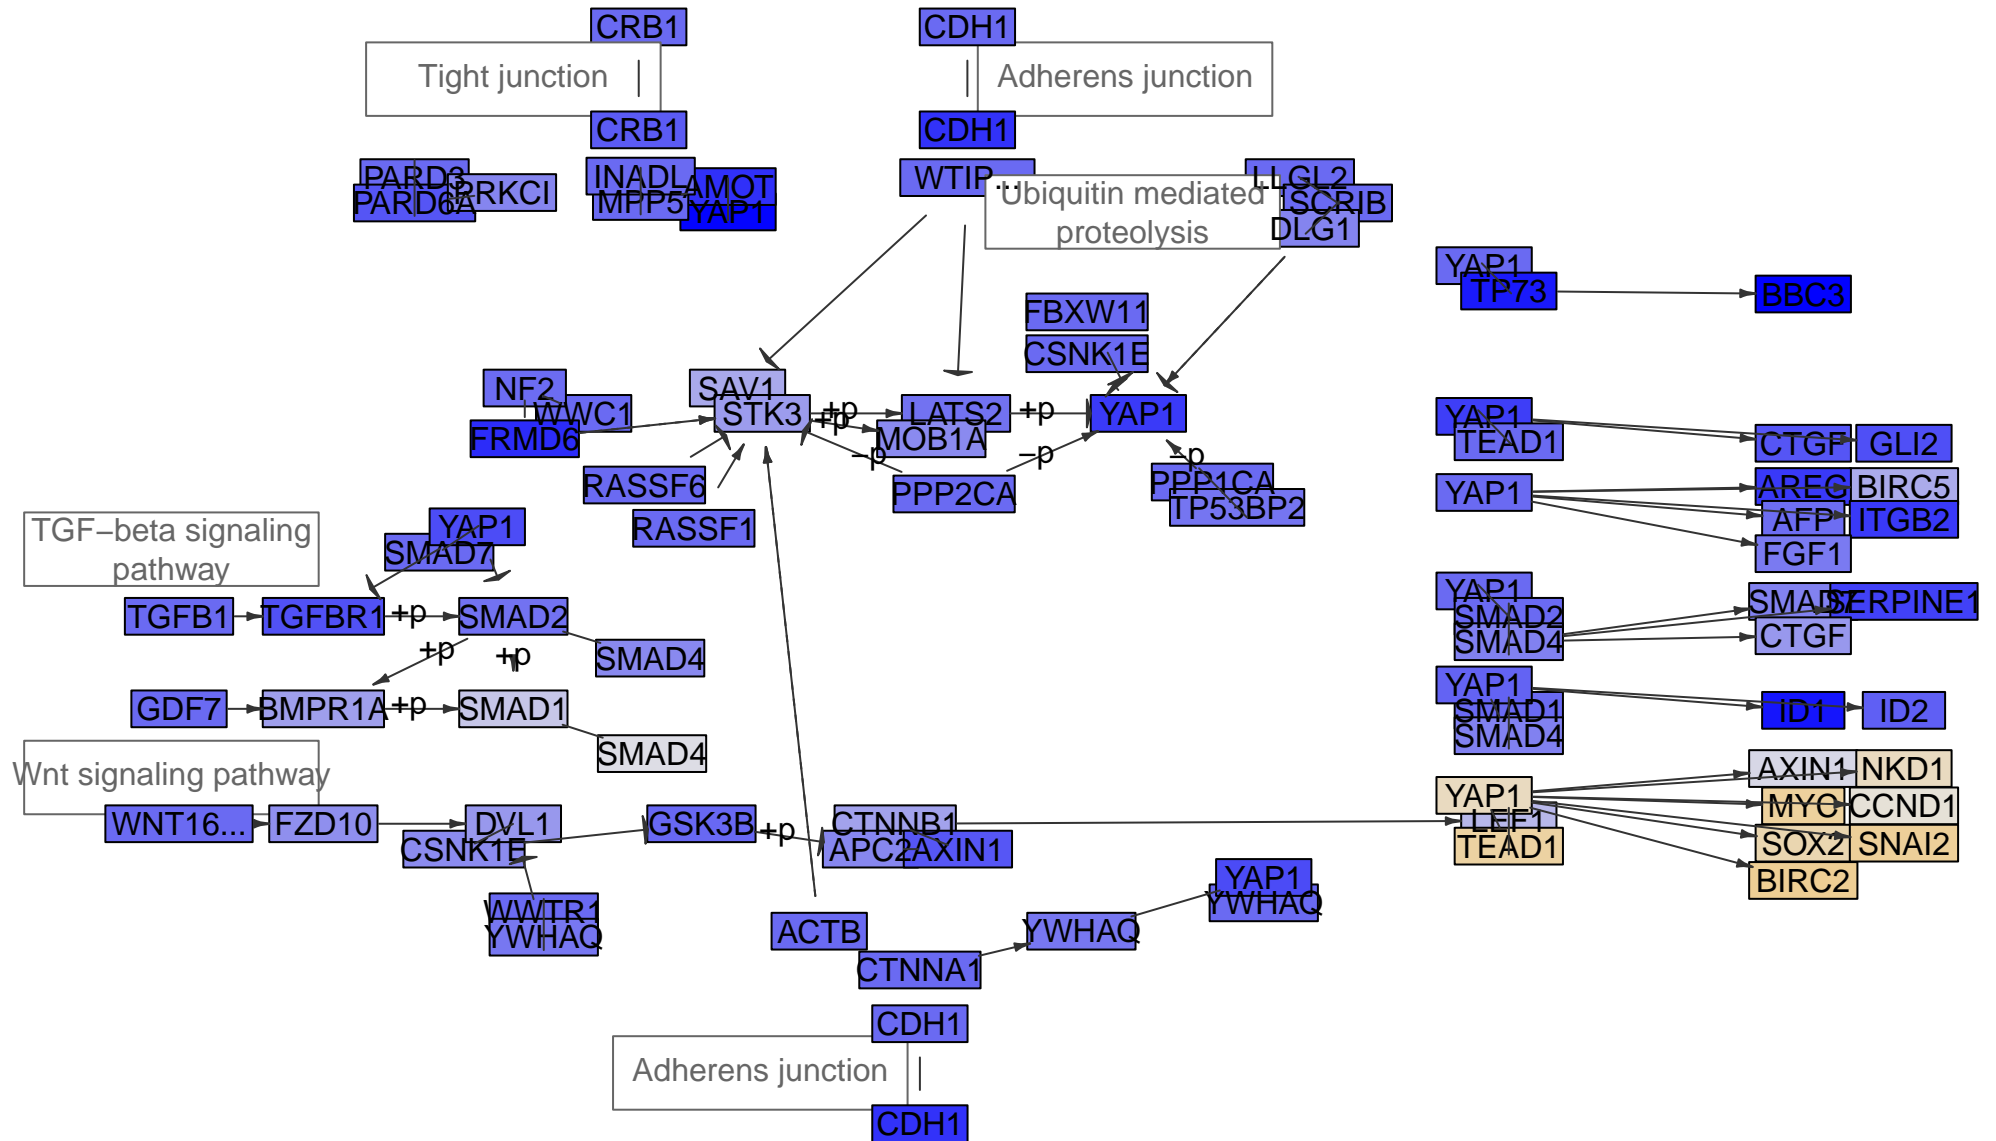 CRB1
CDH1
Tight junction
Adherens junction
CRB1
CDH1
PARD3
PARD6A
PRKCI
INADL
MPP5
AMOT
YAP1
WTIP...
Ubiquitin mediated
proteolysis
LLGL2
SCRIB
DLG1
YAP1
TP73
BBC3
FBXW11
CSNK1E
NF2
WWC1
FRMD6
SAV1
STK3
+p
+p
LATS2
MOB1A
+p
YAP1
−p
−p
−p
RASSF6
RASSF1
PPP2CA
PPP1CA
TP53BP2
YAP1
TEAD1
CTGF
GLI2
YAP1
AREG
BIRC5
AFP
ITGB2
FGF1
TGF−beta signaling
pathway
YAP1
SMAD7
TGFB1
TGFBR1
+p
SMAD2
+p
+p
SMAD4
YAP1
SMAD2
SMAD4
SMAD7
SERPINE1
CTGF
GDF7
BMPR1A
+p
SMAD1
SMAD4
YAP1
SMAD1
SMAD4
ID1
ID2
Wnt signaling pathway
WNT16...
FZD10
DVL1
CSNK1E
GSK3B
+p
CTNNB1
APC2
AXIN1
YAP1
LEF1
TEAD1
AXIN1
NKD1
MYC
CCND1
SOX2
SNAI2
BIRC2
WWTR1
YWHAQ
ACTB
CTNNA1
YWHAQ
YAP1
YWHAQ
CDH1
Adherens junction
CDH1